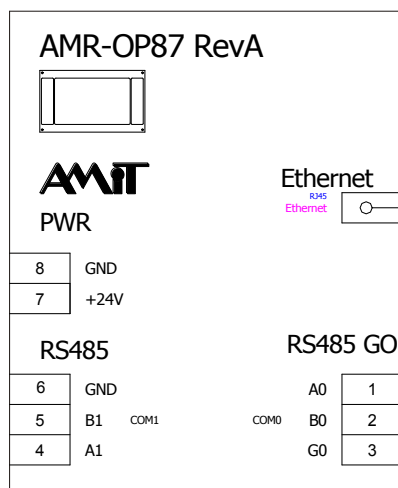 AMR-OP87 RevA
AMiT
Ethernet
RJ45
Ethernet
PWR
8 GND
7 +24V
RS485
RS485 GO
6 GND
A0 1
5 B1 COM1
COM0 B0 2
4 A1
G0 3